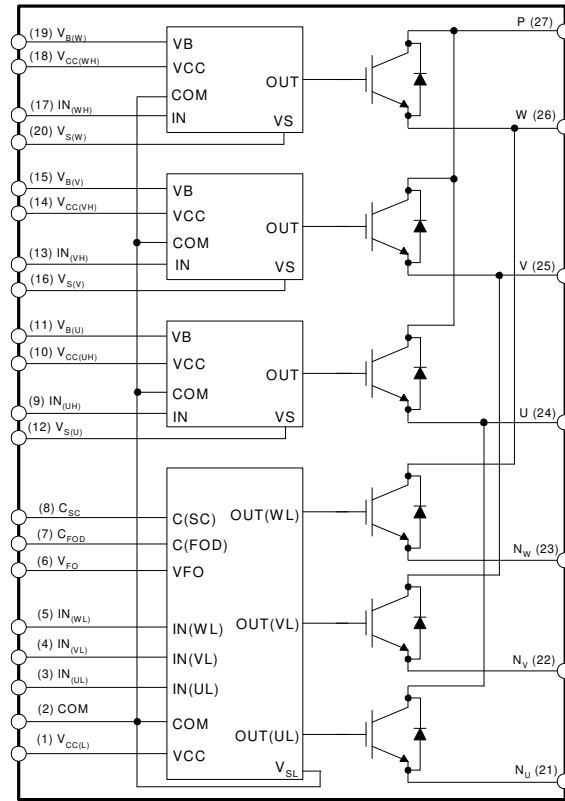 (19) VB(W)
VB
P (27)
(18) VCC(WH)
VCC
OUT
COM
(17) IN(WH)
IN
W (26)
VS
(20) VS(W)
(15) VB(V)
VB
(14) VCC(VH)
VCC
OUT
COM
(13) IN(VH)
IN
V (25)
VS
(16) VS(V)
(11) VB(U)
VB
(10) VCC(UH)
VCC
OUT
COM
(9) IN(UH)
IN
U (24)
VS
(12) VS(U)
(8) CSC
C(SC)
OUT(WL)
(7) CFOD
C(FOD)
NW (23)
(6) VFO
VFO
(5) IN(WL)
IN(WL)
OUT(VL)
(4) IN(VL)
IN(VL)
NV (22)
(3) IN(UL)
IN(UL)
(2) COM
COM
OUT(UL)
(1) VCC(L)
VCC
VSL
NU (21)